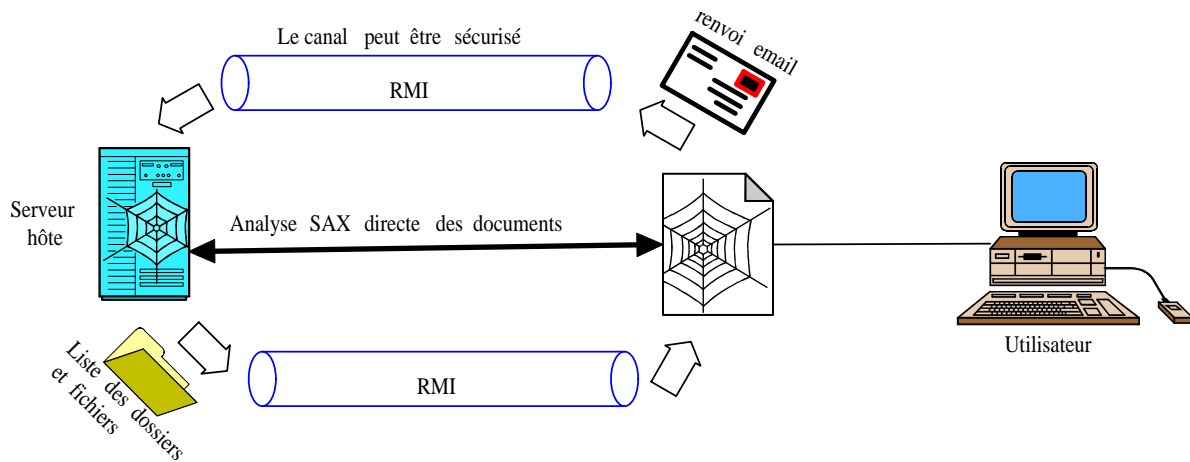 Le canal peut être sécurisé
renvoi email
RMI
Serveur
hôte
Analyse SAX directe des documents
Utilisateur
Liste des dossiers
et fichiers
RMI